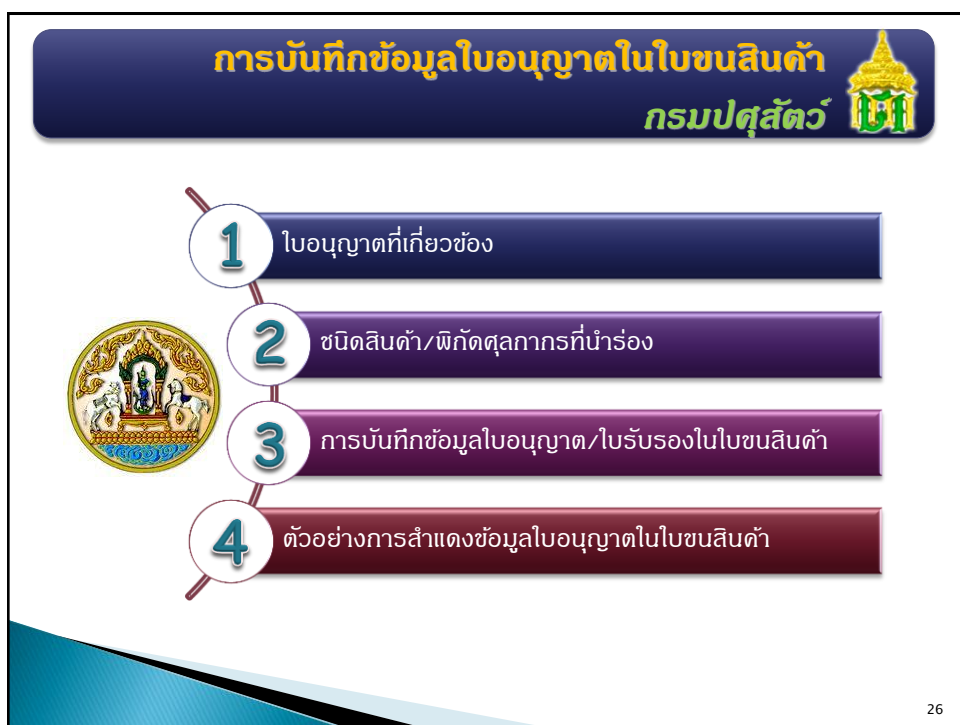 การบันทึกข้อมูลใบอนุญาตในใบขนสินค้า
กรมปศุสัตว์
1 ใบอนุญาตที่เกี่ยวข้อง
2 ชนิดสินค้า/พิกัดศุลกากรที่นำร่อง
3 การบันทึกข้อมูลใบอนุญาต/ใบรับรองในใบขนสินค้า
4 ตัวอย่างการสำแดงข้อมูลใบอนุญาตในใบขนสินค้า
26